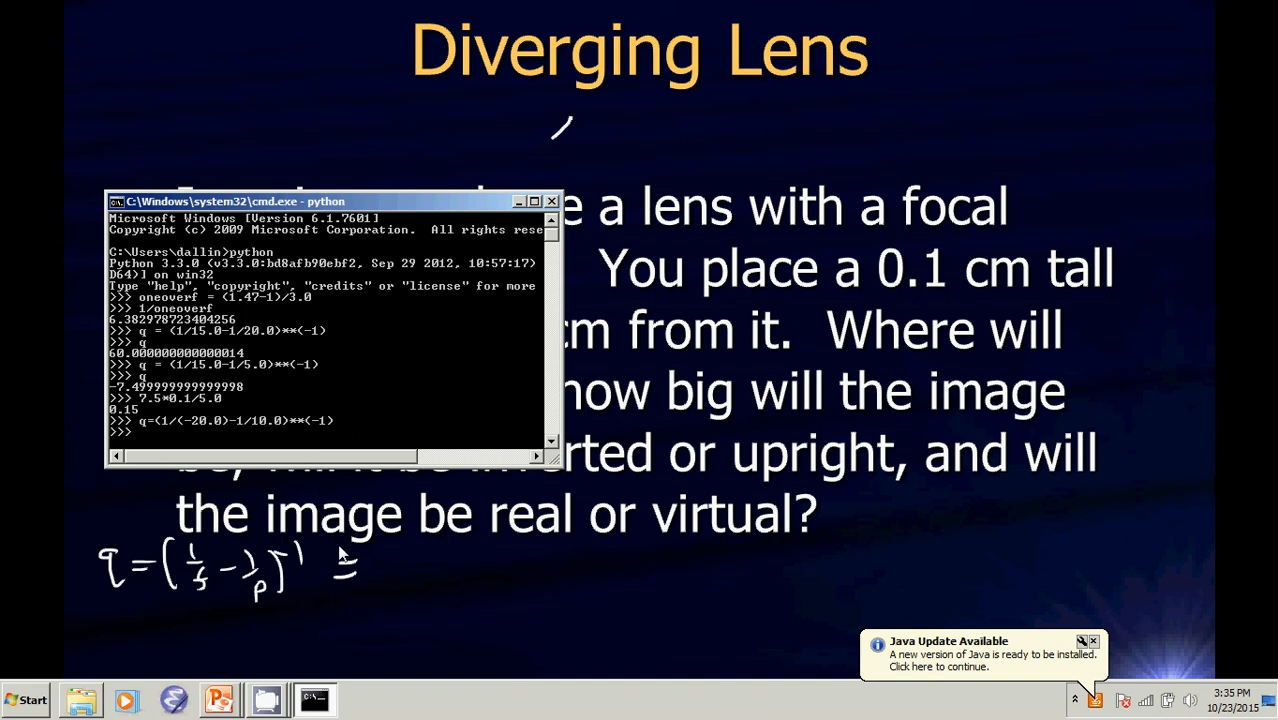 Diverging Lens
e a lens with a focal
You place a 0.1 cm tall
cm from it. Where will
how big will the image
rted or upright, and will
the image be real or virtual?
C:\Windows\system32\cmd.exe - python
Microsoft Windows [Version 6.1.7601]
Copyright (c) 2009 Microsoft Corporation. All rights rese
C:\Users\dallin>python
Python 3.3.0 (v3.3.0:bd8afb90ebf2, Sep 29 2012, 10:57:17)
D64)] on win32
Type "help", "copyright", "credits" or "license" for more
>>> oneoverf = (1.47-1)/3.0
>>> 1/oneoverf
6.382978723404256
>>> q = (1/15.0-1/20.0)**(-1)
>>> q
60.000000000000014
>>> q = (1/15.0-1/5.0)**(-1)
>>> q
-7.499999999999998
>>> 7.5*0.1/5.0
0.15
>>> q=(1/(-20.0)-1/10.0)**(-1)
>>>
q = (1/f - 1/p)^-1 =
Java Update Available
A new version of Java is ready to be installed.
Click here to continue.
Start
C:\
3:35 PM
10/23/2015